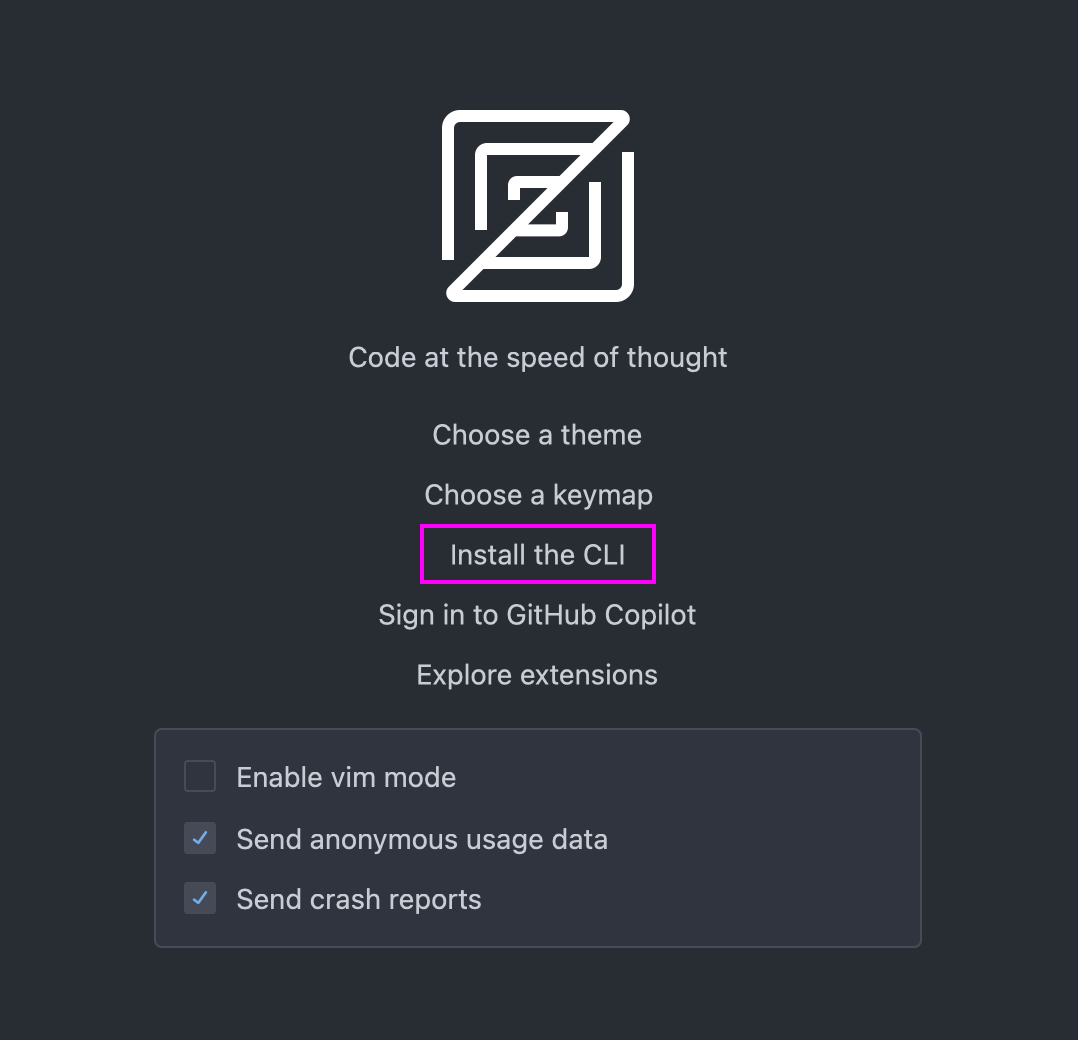 Code at the speed of thought
Choose a theme
Choose a keymap
Install the CLI
Sign in to GitHub Copilot
Explore extensions
Enable vim mode
Send anonymous usage data
Send crash reports